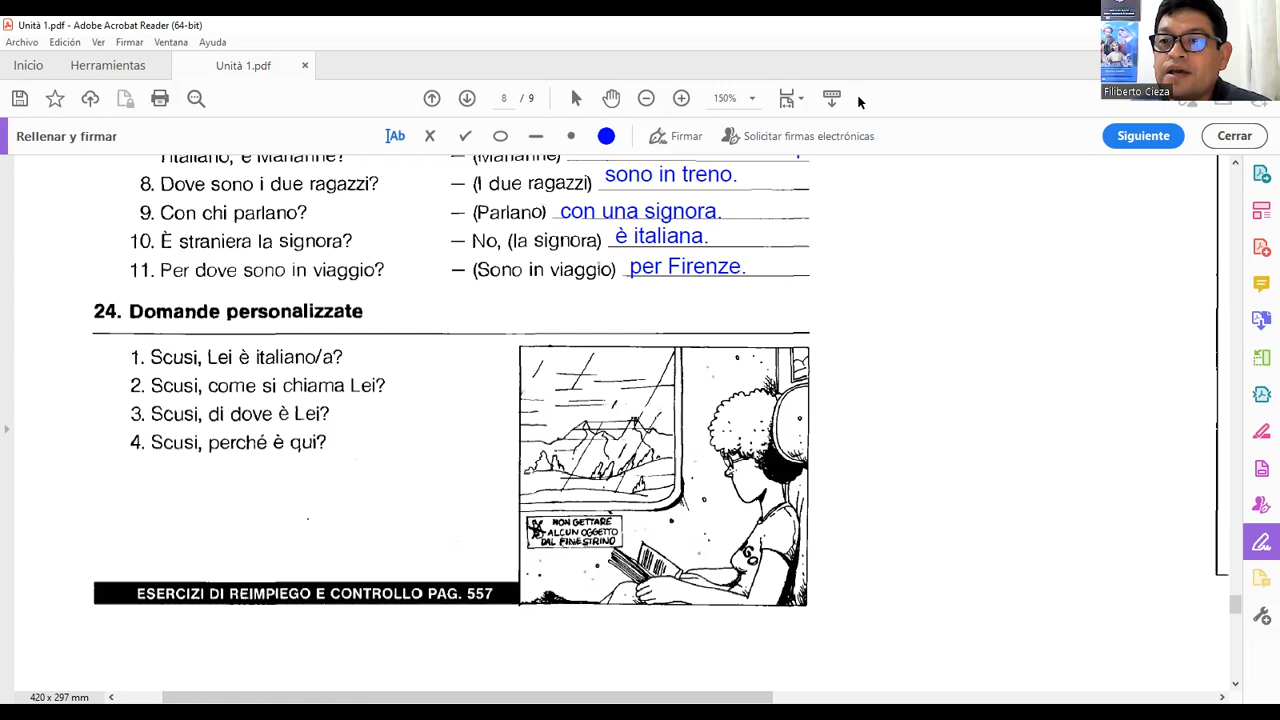 Unità 1.pdf - Adobe Acrobat Reader (64-bit)
Archivo Edición Ver Firmar Ventana Ayuda
Inicio Herramientas Unità 1.pdf ×
8 / 9 150%
Rellenar y firmar Ab Firmar Solicitar firmas electrónicas Siguiente Cerrar
Filiberto Cieza
8. Dove sono i due ragazzi? — (I due ragazzi) sono in treno.
9. Con chi parlano? — (Parlano) con una signora.
10. È straniera la signora? — No, (la signora) è italiana.
11. Per dove sono in viaggio? — (Sono in viaggio) per Firenze.
24. Domande personalizzate
1. Scusi, Lei è italiano/a?
2. Scusi, come si chiama Lei?
3. Scusi, di dove è Lei?
4. Scusi, perché è qui?
NON GETTARE
ALCUN OGGETTO
DAL FINESTRINO
ESERCIZI DI REIMPIEGO E CONTROLLO PAG. 557
420 x 297 mm